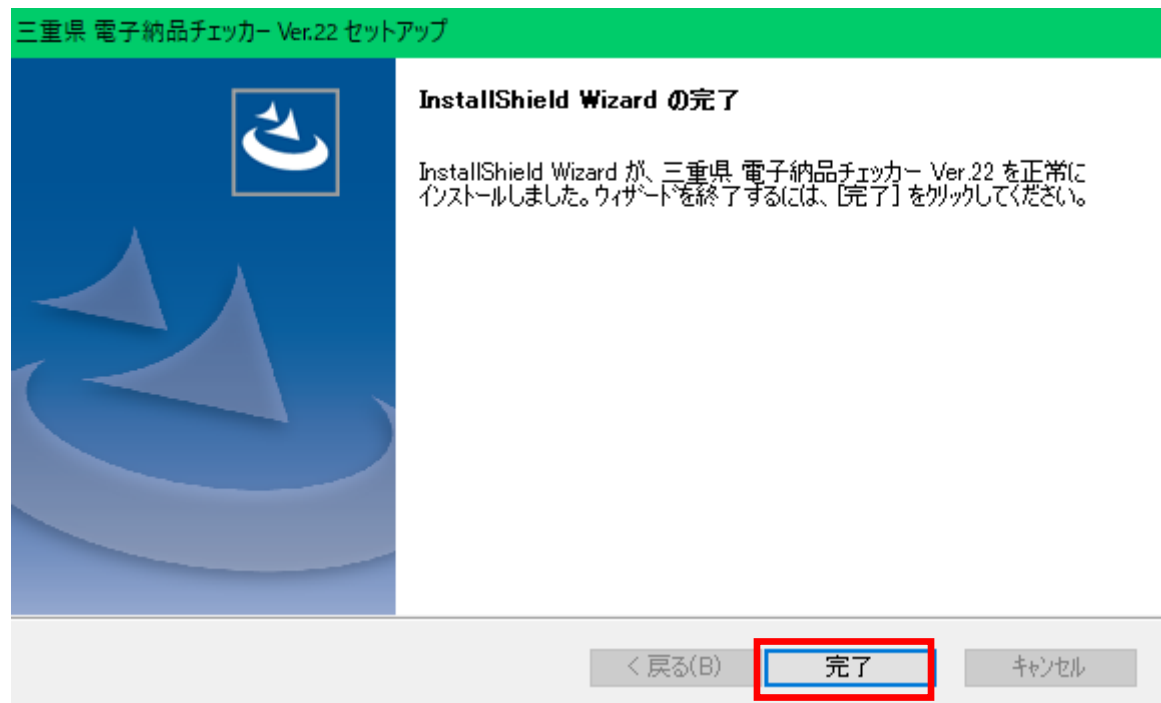 三重県 電子納品チェッカー Ver.22 セットアップ
InstallShield Wizard の完了
InstallShield Wizard が、三重県 電子納品チェッカー Ver.22 を正常に
インストールしました。ウィザードを終了するには、[完了] をクリックしてください。
< 戻る(B)
完了
キャンセル